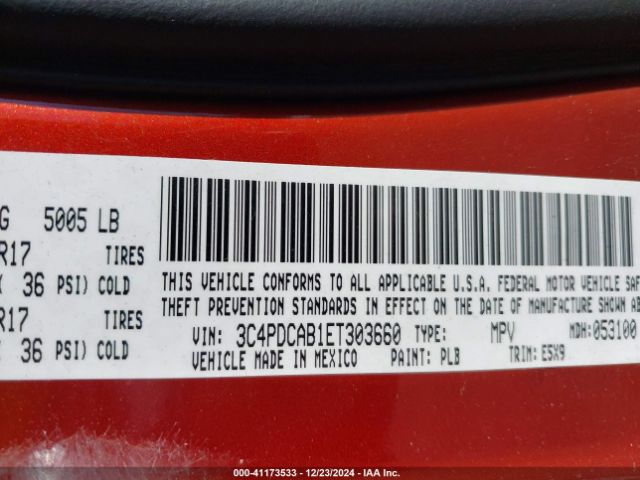 G 5005 LB
R17 TIRES
( 36 PSI) COLD
R17 TIRES
( 36 PSI) COLD
THIS VEHICLE CONFORMS TO ALL APPLICABLE U.S.A. FEDERAL MOTOR VEHICLE SAF
THEFT PREVENTION STANDARDS IN EFFECT ON THE DATE OF MANUFACTURE SHOWN AB
VIN: 3C4PDCAB1ET303660 TYPE: MPV MDH: 053100
VEHICLE MADE IN MEXICO PAINT: PLB TRIM: E5X9
000-41173533 - 12/23/2024 - IAA Inc.